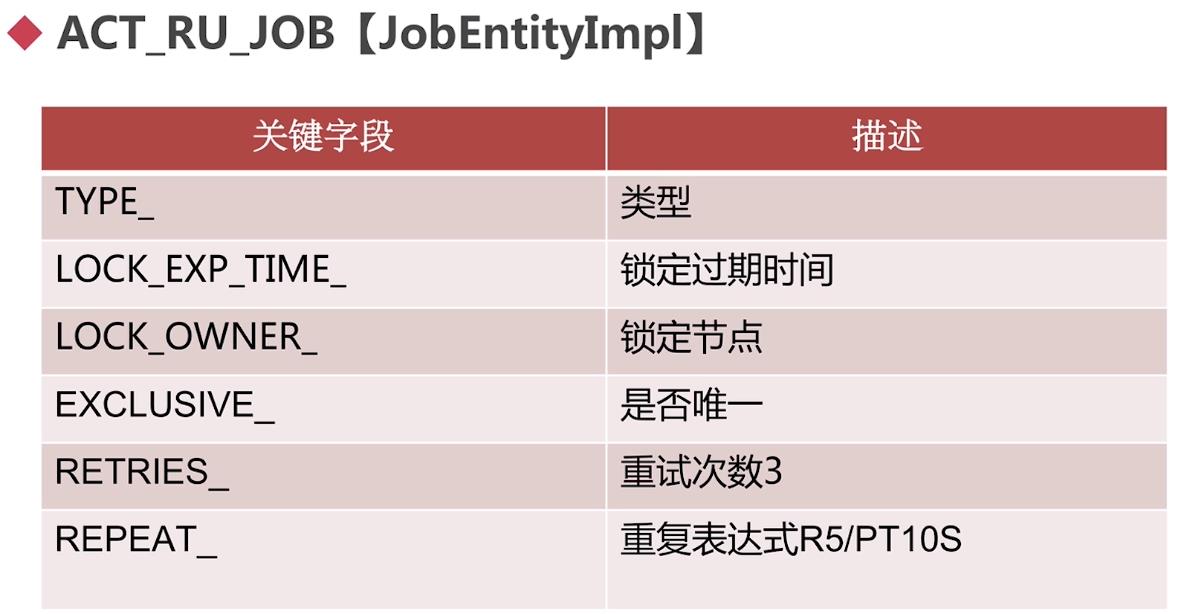 ACT_RU_JOB【JobEntityImpl】
关键字段 描述
TYPE_ 类型
LOCK_EXP_TIME_ 锁定过期时间
LOCK_OWNER_ 锁定节点
EXCLUSIVE_ 是否唯一
RETRIES_ 重试次数3
REPEAT_ 重复表达式R5/PT10S